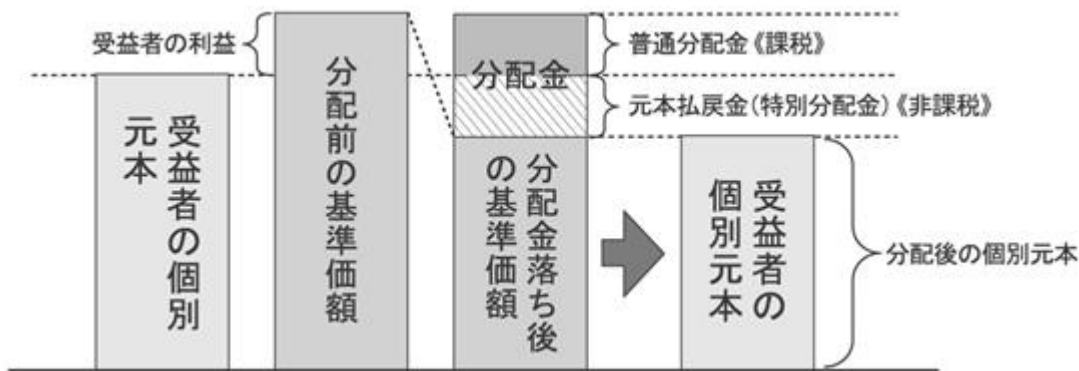 受益者の利益
受益者の個別
元本
分配前の基準価額
分配金
分配金落ち後
の基準価額
普通分配金《課税》
元本払戻金(特別分配金)《非課税》
受益者の
個別元本
分配後の個別元本